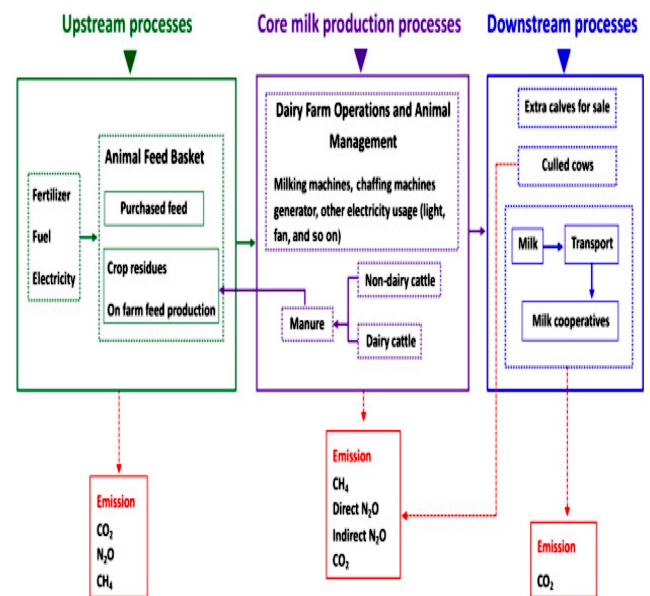 Upstream processes
Core milk production processes
Downstream processes
Fertilizer
Fuel
Electricity
Animal Feed Basket
Purchased feed
Crop residues
On farm feed production
Dairy Farm Operations and Animal
Management
Milking machines, chaffing machines
generator, other electricity usage (light,
fan, and so on)
Manure
Non-dairy cattle
Dairy cattle
Extra calves for sale
Culled cows
Milk
Transport
Milk cooperatives
Emission
CO₂
N₂O
CH₄
Emission
CH₄
Direct N₂O
Indirect N₂O
CO₂
Emission
CO₂